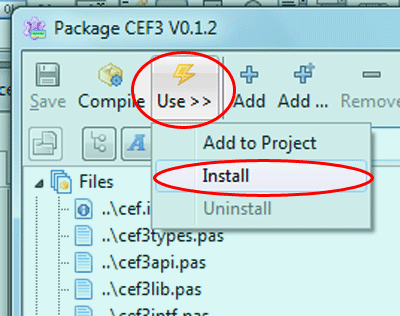 Package CEF3 V0.1.2
Save Compile Use >> Add Add ... Remove
Add to Project
Install
Uninstall
Files
..\cef.i
..\cef3types.pas
..\cef3api.pas
..\cef3lib.pas
..\cef3intf.pas